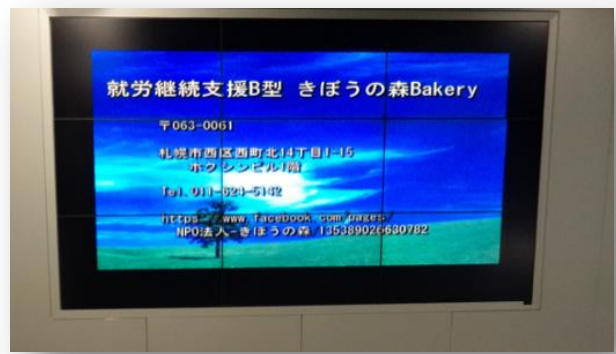 就労継続支援B型 きぼうの森Bakery
〒063-0061
札幌市西区西町北14丁目1-15
ホクシンビル1階
Tel.011-624-5142
https://www.facebook.com/pages/
NPO法人-きぼうの森/135389026630782